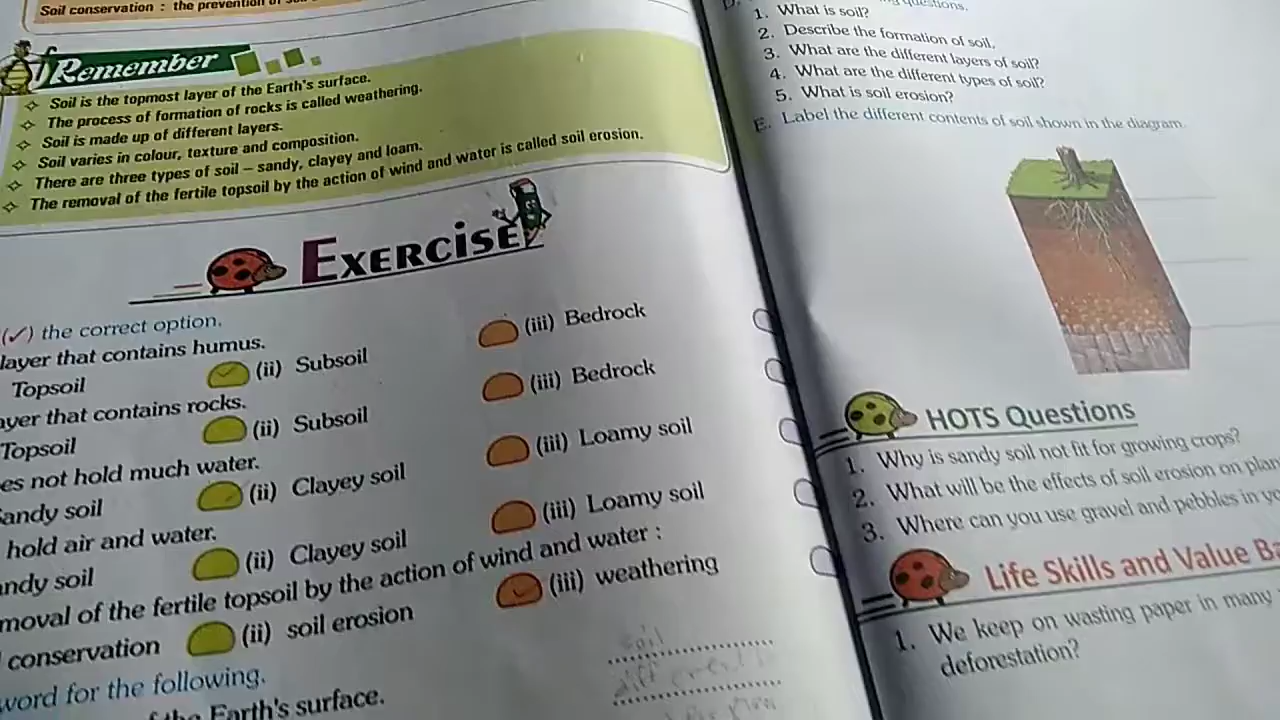 Soil conservation : the prevention of soil
Remember
Soil is the topmost layer of the Earth's surface.
The process of formation of rocks is called weathering.
Soil is made up of different layers.
Soil varies in colour, texture and composition.
There are three types of soil – sandy, clayey and loam.
The removal of the fertile topsoil by the action of wind and water is called soil erosion.
EXERCISE
(✓) the correct option.
layer that contains humus.
Topsoil (ii) Subsoil (iii) Bedrock
ayer that contains rocks.
Topsoil (ii) Subsoil (iii) Bedrock
es not hold much water.
Sandy soil (ii) Clayey soil (iii) Loamy soil
hold air and water.
andy soil (ii) Clayey soil (iii) Loamy soil
moval of the fertile topsoil by the action of wind and water :
conservation (ii) soil erosion (iii) weathering
word for the following.
soil
the Earth's surface.
D. questions.
1. What is soil?
2. Describe the formation of soil.
3. What are the different layers of soil?
4. What are the different types of soil?
5. What is soil erosion?
E. Label the different contents of soil shown in the diagram.
HOTS Questions
1. Why is sandy soil not fit for growing crops?
2. What will be the effects of soil erosion on plan
3. Where can you use gravel and pebbles in yo
Life Skills and Value Ba
1. We keep on wasting paper in many
deforestation?